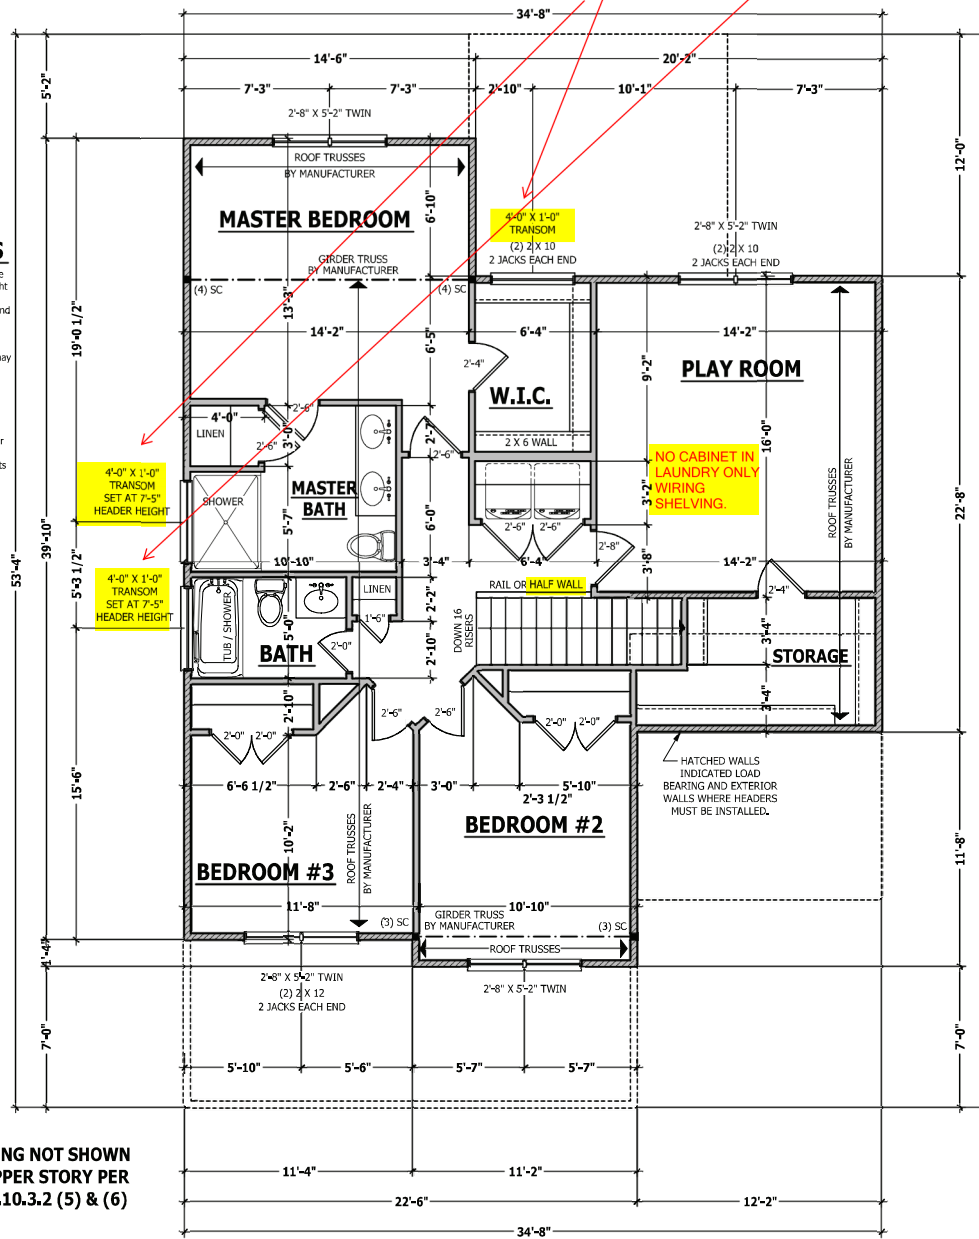 34'-8"
14'-6"
20'-2"
7'-3"
7'-3"
2'-10"
10'-1"
7'-3"
2'-8" X 5'-2" TWIN
5'-2"
12'-0"
ROOF TRUSSES
BY MANUFACTURER
MASTER BEDROOM
6'-10"
4'-0" X 1'-0"
TRANSOM
(2) 2 X 10
2 JACKS EACH END
2'-8" X 5'-2" TWIN
(2) 2 X 10
2 JACKS EACH END
S
e
ht
nd
nay
r
ts
GIRDER TRUSS
BY MANUFACTURER
(4) SC
(4) SC
13'-3"
19'-0 1/2"
14'-2"
6'-5"
6'-4"
14'-2"
9'-2"
2'-4"
PLAY ROOM
W.I.C.
16'-0"
2 X 6 WALL
4'-0"
LINEN
2'-6"
2'-6"
3'-0"
2'-7"
2'-6"
NO CABINET IN
LAUNDRY ONLY
WIRING
SHELVING.
3'-2"
ROOF TRUSSES
BY MANUFACTURER
22'-8"
4'-0" X 1'-0"
TRANSOM
SET AT 7'-5"
HEADER HEIGHT
SHOWER
MASTER
BATH
5'-7"
6'-0"
2'-6"
2'-6"
2'-8"
39'-10"
53'-4"
5'-3 1/2"
10'-10"
3'-4"
6'-4"
3'-8"
14'-2"
4'-0" X 1'-0"
TRANSOM
SET AT 7'-5"
HEADER HEIGHT
TUB / SHOWER
LINEN
1'-6"
2'-2"
RAIL OR HALF WALL
2'-4"
DOWN 16
RISERS
5'-0"
BATH
2'-0"
2'-10"
3'-4"
STORAGE
3'-4"
2'-10"
2'-0"
2'-0"
2'-6"
2'-6"
2'-0"
2'-0"
HATCHED WALLS
INDICATED LOAD
BEARING AND EXTERIOR
WALLS WHERE HEADERS
MUST BE INSTALLED.
15'-6"
6'-6 1/2"
2'-6"
2'-4"
3'-0"
5'-10"
2'-3 1/2"
BEDROOM #2
10'-2"
ROOF TRUSSES
BY MANUFACTURER
BEDROOM #3
11'-8"
11'-8"
10'-10"
(3) SC
GIRDER TRUSS
BY MANUFACTURER
(3) SC
ROOF TRUSSES
1'-4"
2'-8" X 5'-2" TWIN
(2) 2 X 12
2 JACKS EACH END
2'-8" X 5'-2" TWIN
7'-0"
7'-0"
5'-10"
5'-6"
5'-7"
5'-7"
NG NOT SHOWN
PPER STORY PER
.10.3.2 (5) & (6)
11'-4"
11'-2"
22'-6"
12'-2"
34'-8"